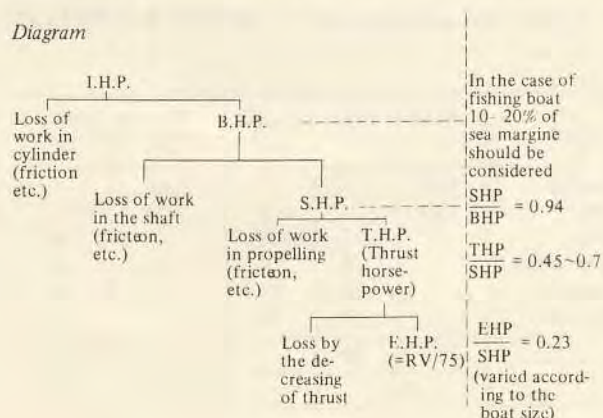 Diagram
I.H.P.
Loss of
work in
cylinder
(friction
etc.)
B.H.P.
Loss of work
in the shaft
(fricteon,
etc.)
S.H.P.
Loss of work
in propelling
(fricteon,
etc.)
T.H.P.
(Thrust
horse-
power)
Loss by
the de-
creasing
of thrust
E.H.P.
(=RV/75)
In the case of
fishing boat
10- 20% of
sea margine
should be
considered
SHP
BHP = 0.94
THP
SHP = 0.45~0.7
EHP
SHP = 0.23
(varied accord-
ing to the
boat size)